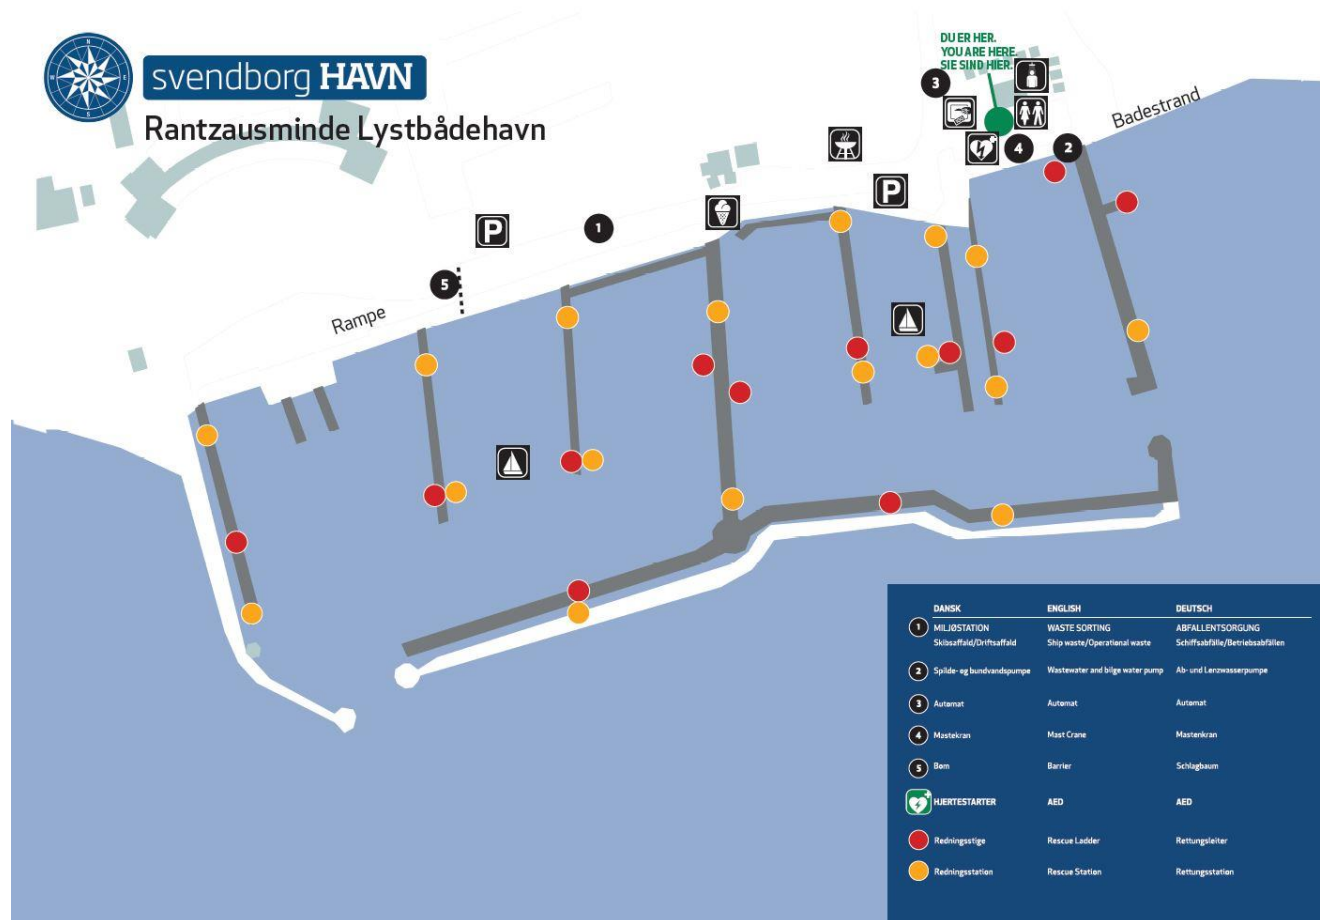 svendborg HAVN
Rantzausminde Lystbådehavn
N
E
S
W
DU ER HER.
YOU ARE HERE.
SIE SIND HIER.
3
4
2
Badestrand
P
P
1
5
Rampe
DANSK ENGLISH DEUTSCH
1 MILJØSTATION WASTE SORTING ABFALLENTSORGUNG
Skibsaffald/Driftsaffald Ship waste/Operational waste Schiffsabfälle/Betriebsabfällen
2 Spilde- og bundvandspumpe Wastewater and bilge water pump Ab- und Lenzwasserpumpe
3 Automat Automat Automat
4 Mastekran Mast Crane Mastenkran
5 Bom Barrier Schlagbaum
HJERTESTARTER AED AED
Redningsstige Rescue Ladder Rettungsleiter
Redningsstation Rescue Station Rettungsstation